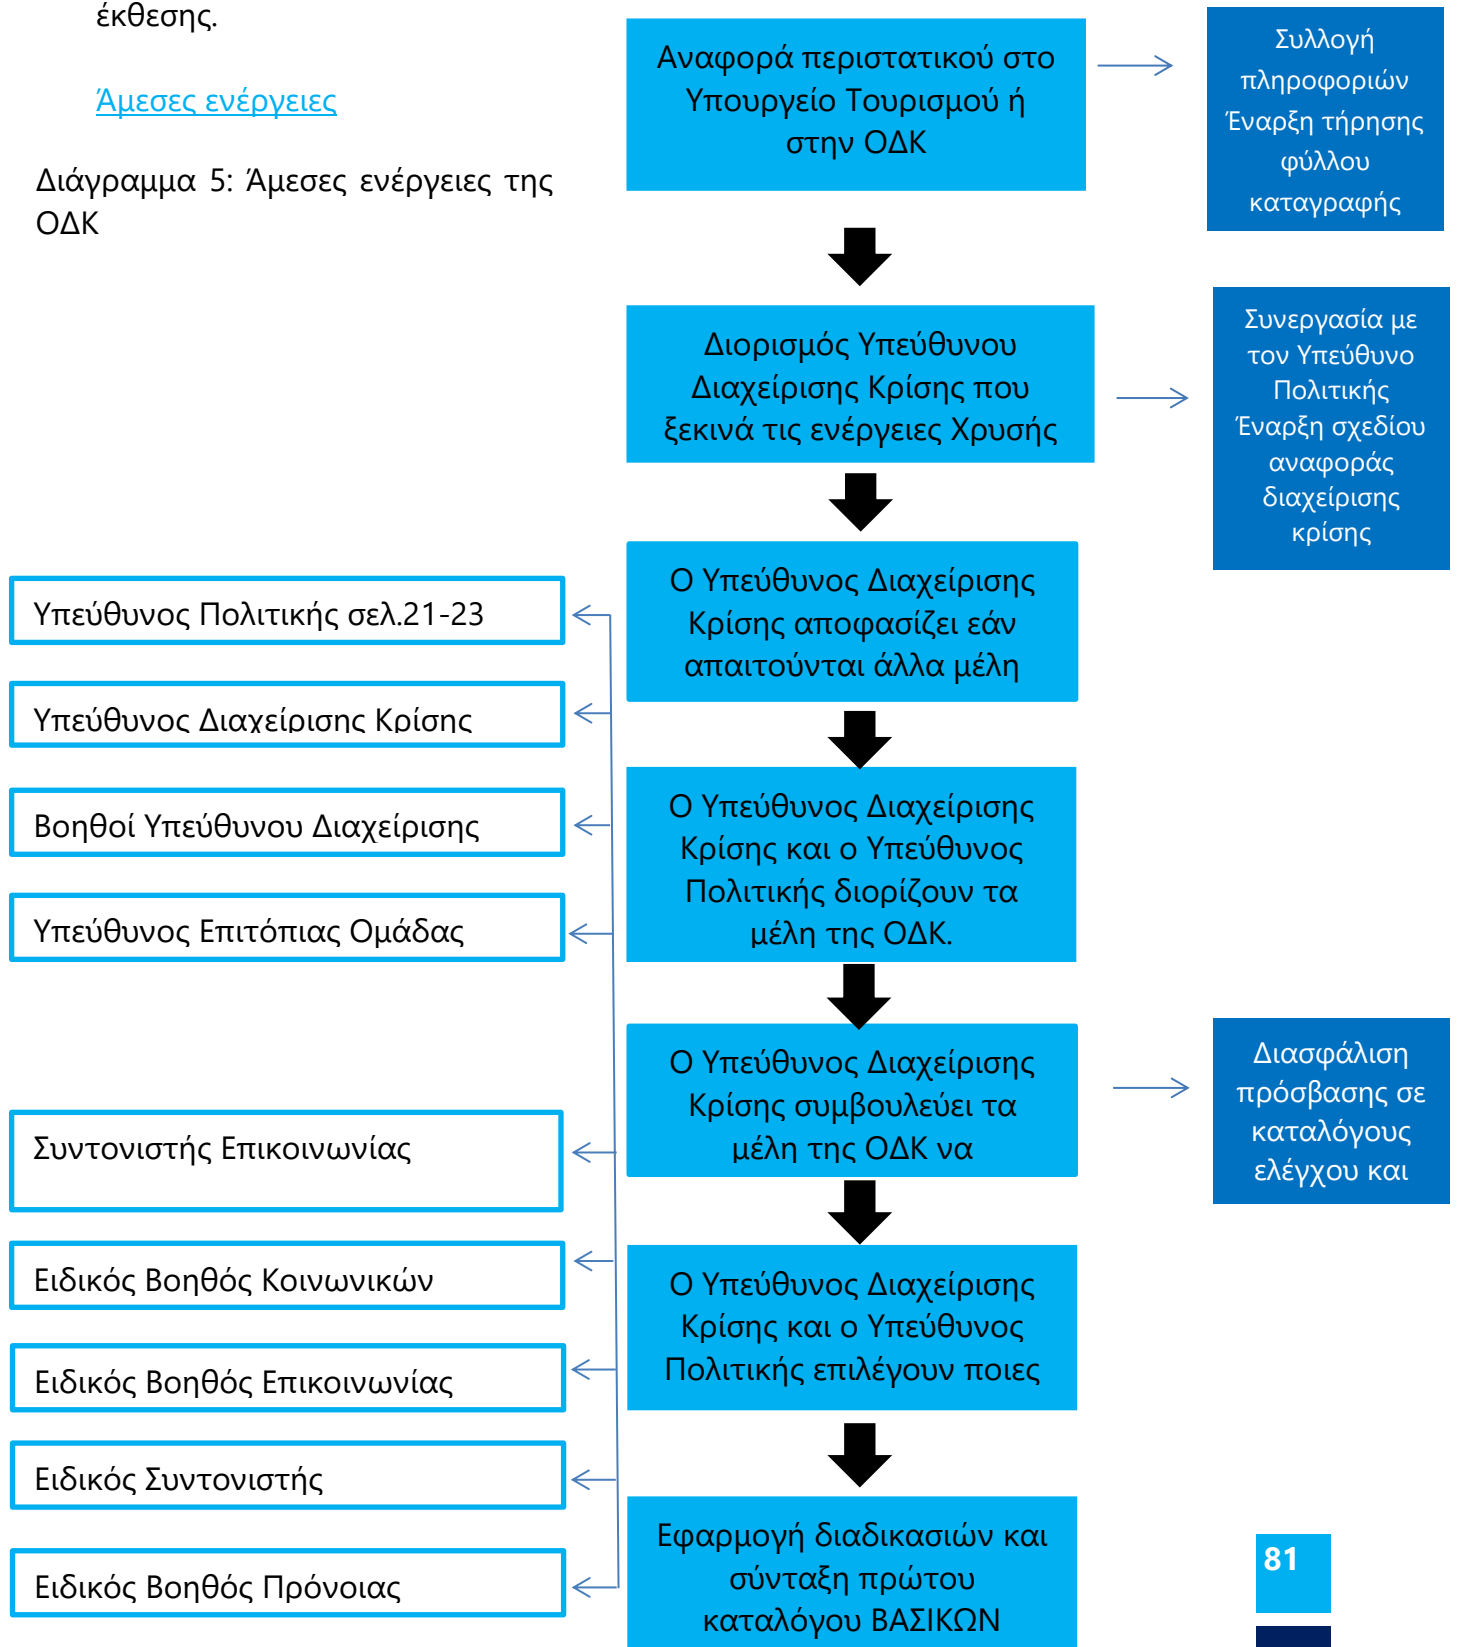 έκθεσης.
Άμεσες ενέργειες
Διάγραμμα 5: Άμεσες ενέργειες της
ΟΔΚ
Αναφορά περιστατικού στο
Υπουργείο Τουρισμού ή
στην ΟΔΚ
Συλλογή
πληροφοριών
Έναρξη τήρησης
φύλλου
καταγραφής
Διορισμός Υπεύθυνου
Διαχείρισης Κρίσης που
ξεκινά τις ενέργειες Χρυσής
Συνεργασία με
τον Υπεύθυνο
Πολιτικής
Έναρξη σχεδίου
αναφοράς
διαχείρισης
κρίσης
Ο Υπεύθυνος Διαχείρισης
Κρίσης αποφασίζει εάν
απαιτούνται άλλα μέλη
Υπεύθυνος Πολιτικής σελ.21-23
Υπεύθυνος Διαχείρισης Κρίσης
Βοηθοί Υπεύθυνου Διαχείρισης
Υπεύθυνος Επιτόπιας Ομάδας
Συντονιστής Επικοινωνίας
Ειδικός Βοηθός Κοινωνικών
Ειδικός Βοηθός Επικοινωνίας
Ειδικός Συντονιστής
Ειδικός Βοηθός Πρόνοιας
Ο Υπεύθυνος Διαχείρισης
Κρίσης και ο Υπεύθυνος
Πολιτικής διορίζουν τα
μέλη της ΟΔΚ.
Ο Υπεύθυνος Διαχείρισης
Κρίσης συμβουλεύει τα
μέλη της ΟΔΚ να
Διασφάλιση
πρόσβασης σε
καταλόγους
ελέγχου και
Ο Υπεύθυνος Διαχείρισης
Κρίσης και ο Υπεύθυνος
Πολιτικής επιλέγουν ποιες
Εφαρμογή διαδικασιών και
σύνταξη πρώτου
καταλόγου ΒΑΣΙΚΩΝ
81